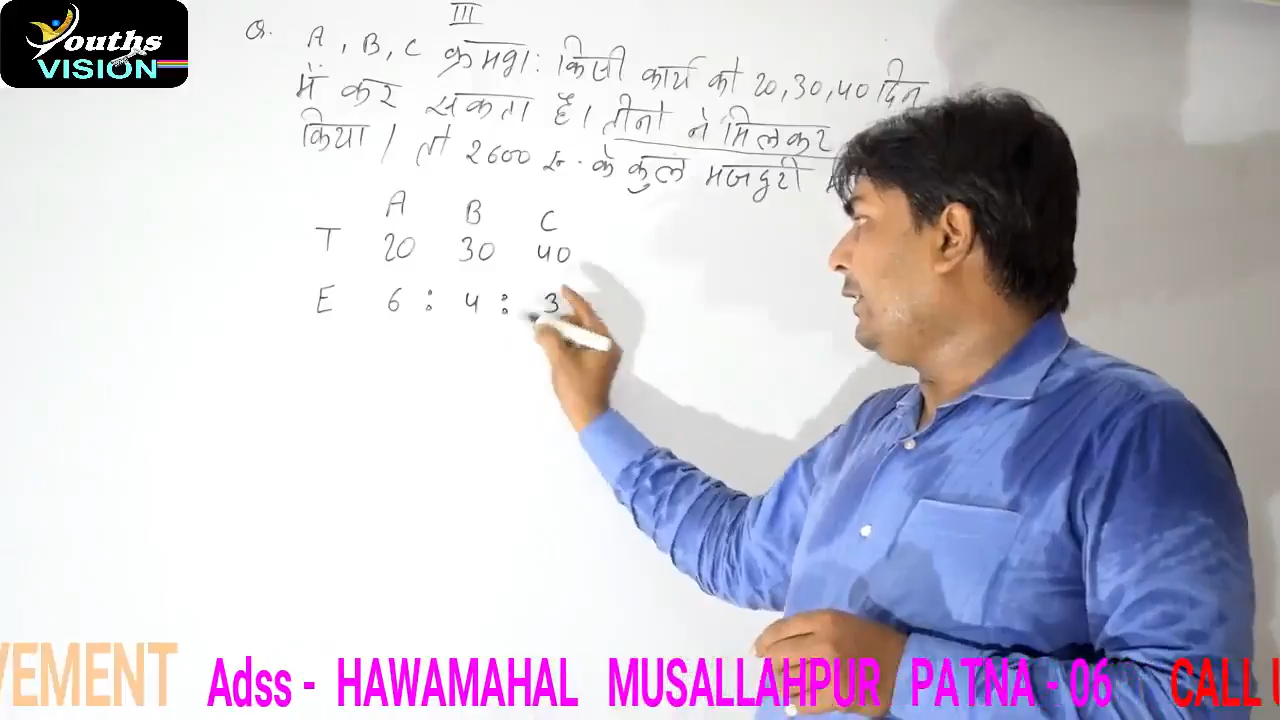 Youths
VISION
III
Q. A, B, C क्रमश: किसी कार्य को 20, 30, 40 दिन
में कर सकता है। तीनो ने मिलकर
किया / तो 2600 रू. के कुल मजदुरी
A B C
T 20 30 40
E 6 : 4 : 3
VEMENT Adss - HAWAMAHAL MUSALLAHPUR PATNA - 06 CALL U